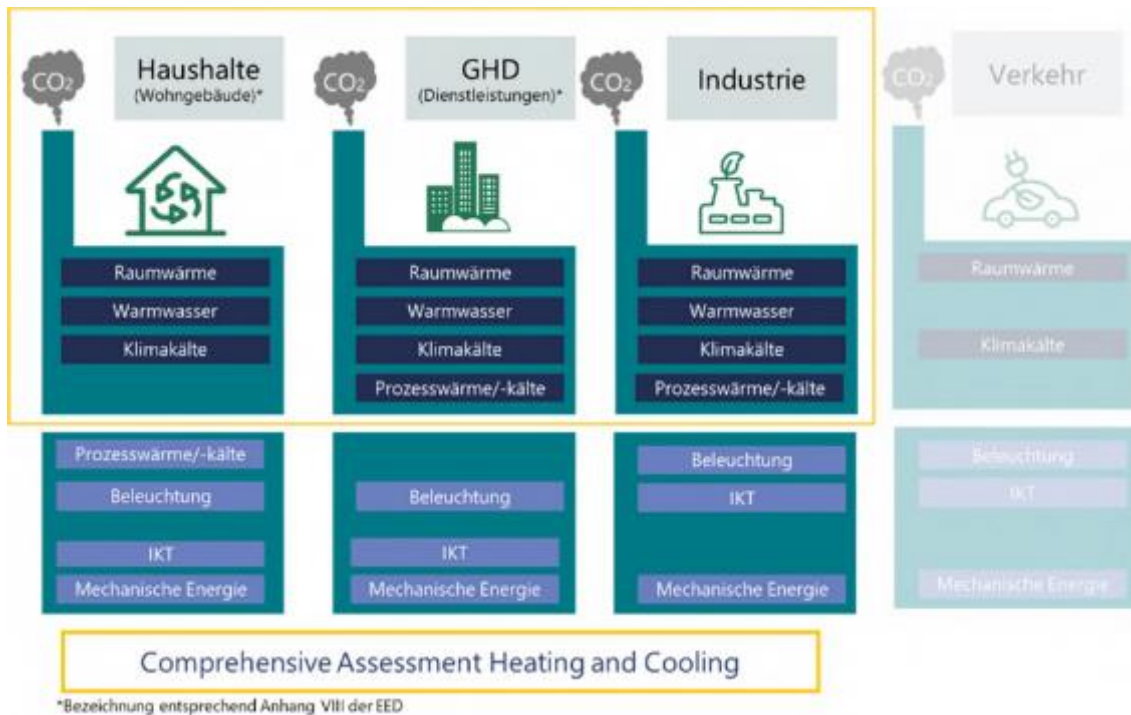 CO₂
Haushalte
(Wohngebäude)*
CO₂
GHD
(Dienstleistungen)*
CO₂
Industrie
CO₂
Verkehr
Raumwärme
Warmwasser
Klimakälte
Raumwärme
Warmwasser
Klimakälte
Prozesswärme/-kälte
Raumwärme
Warmwasser
Klimakälte
Prozesswärme/-kälte
Raumwärme
Klimakälte
Prozesswärme/-kälte
Beleuchtung
IKT
Mechanische Energie
Beleuchtung
IKT
Mechanische Energie
Beleuchtung
IKT
Mechanische Energie
Beleuchtung
IKT
Mechanische Energie
Comprehensive Assessment Heating and Cooling
*Bezeichnung entsprechend Anhang VIII der EED